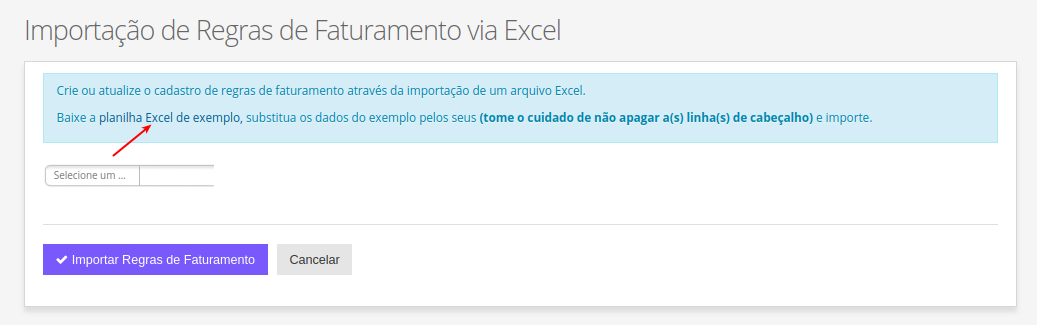 Importação de Regras de Faturamento via Excel
Crie ou atualize o cadastro de regras de faturamento através da importação de um arquivo Excel.
Baixe a planilha Excel de exemplo, substitua os dados do exemplo pelos seus (tome o cuidado de não apagar a(s) linha(s) de cabeçalho) e importe.
Selecione um ...
Importar Regras de Faturamento Cancelar